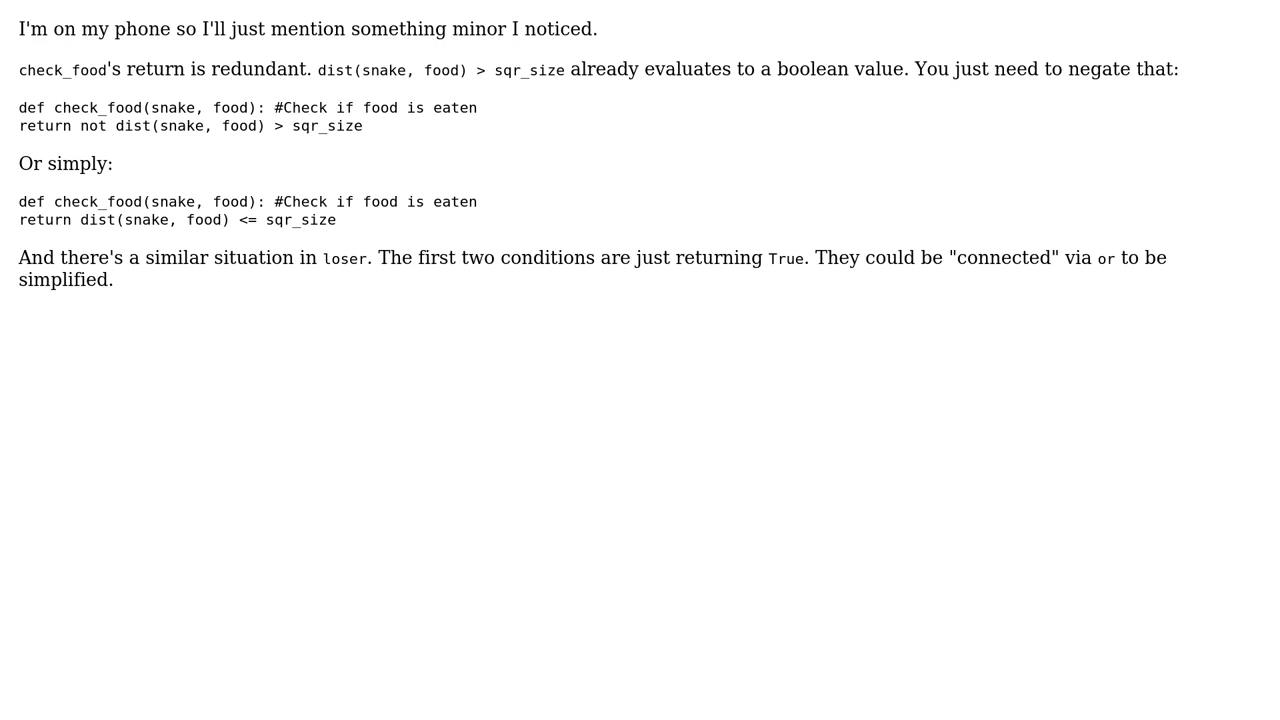 I'm on my phone so I'll just mention something minor I noticed.
check_food's return is redundant. dist(snake, food) > sqr_size already evaluates to a boolean value. You just need to negate that:
def check_food(snake, food): #Check if food is eaten
return not dist(snake, food) > sqr_size
Or simply:
def check_food(snake, food): #Check if food is eaten
return dist(snake, food) <= sqr_size
And there's a similar situation in loser. The first two conditions are just returning True. They could be "connected" via or to be
simplified.